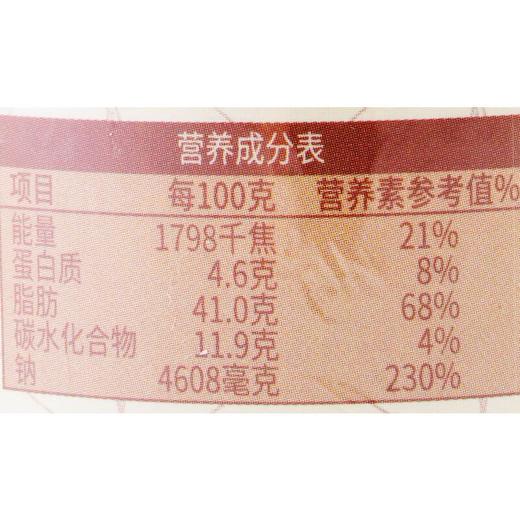 营养成分表
项目 每100克 营养素参考值%
能量 1798千焦 21%
蛋白质 4.6克 8%
脂肪 41.0克 68%
碳水化合物 11.9克 4%
钠 4608毫克 230%